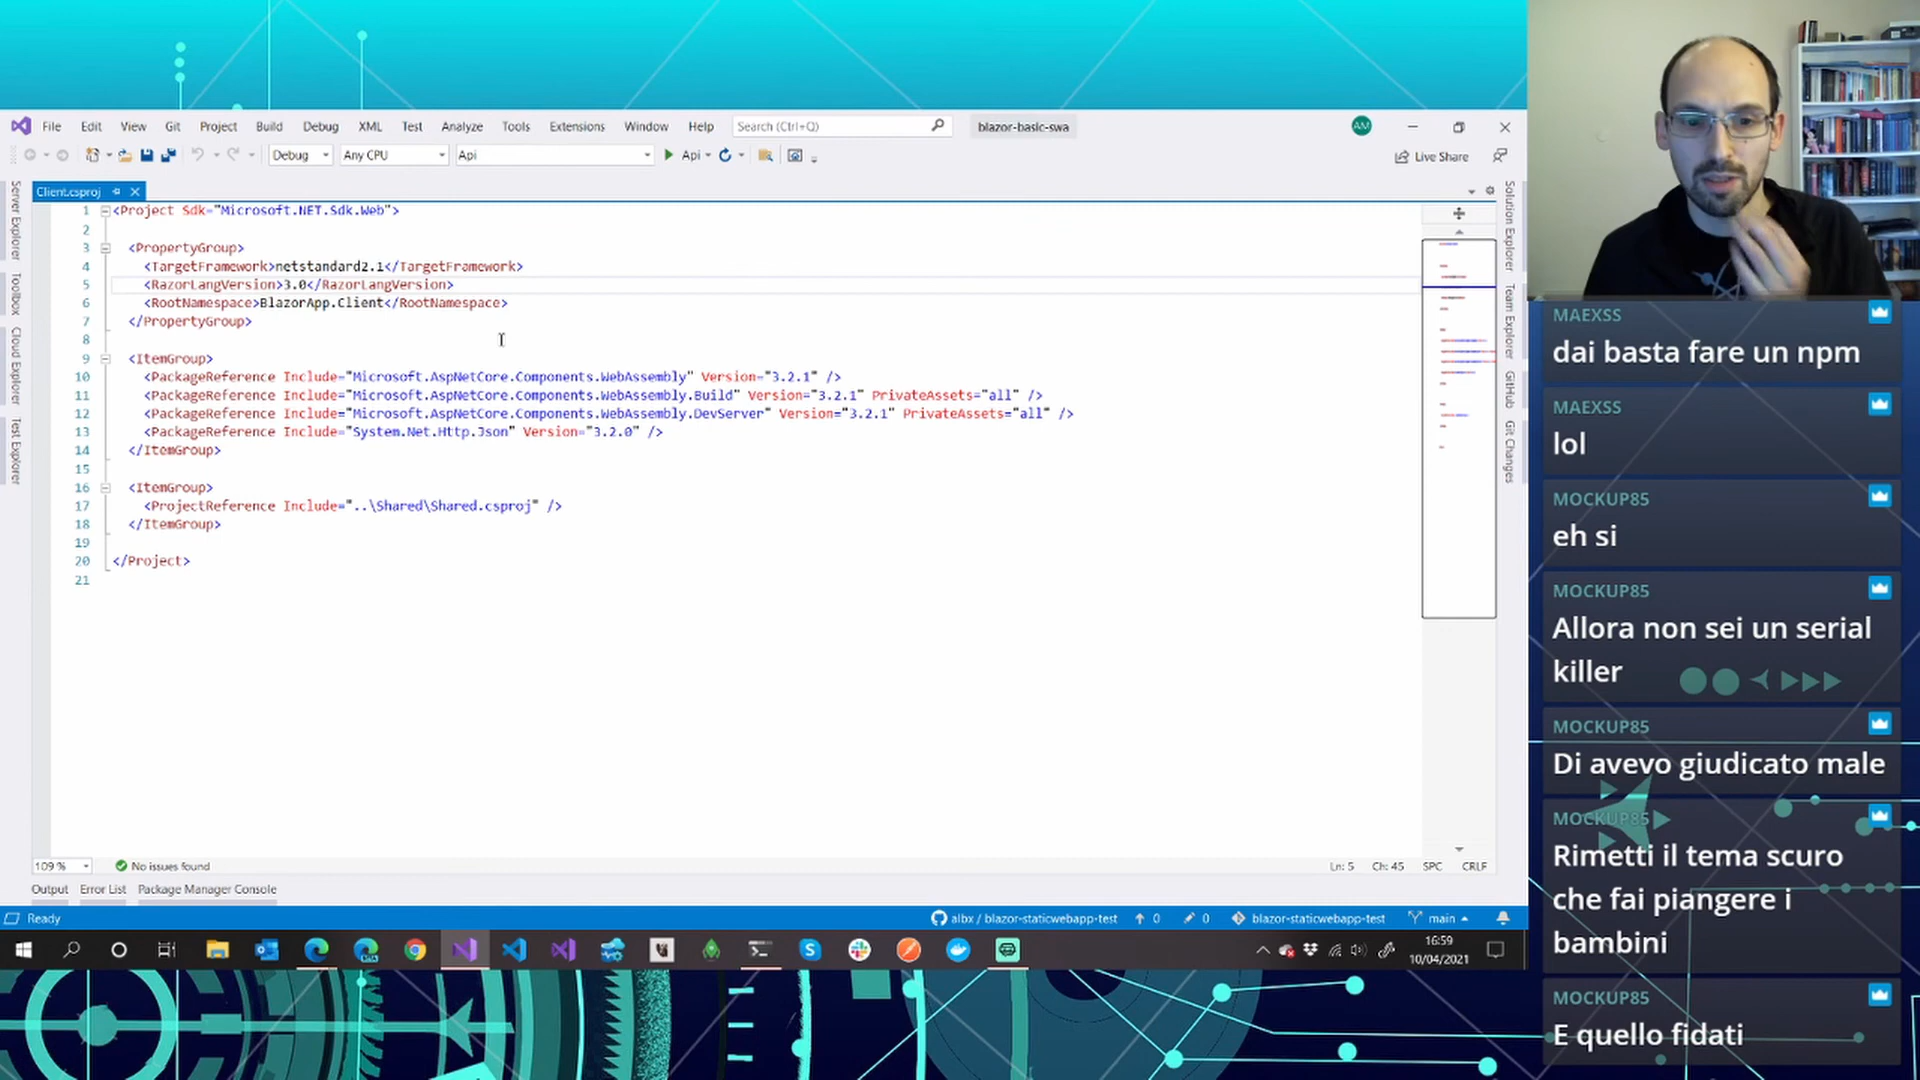 File Edit View Git Project Build Debug XML Test Analyze Tools Extensions Window Help Search (Ctrl+Q) blazor-basic-swa AM
Debug Any CPU Api Api Live Share
Server Explorer
Toolbox
Cloud Explorer
Test Explorer
Client.csproj
1 <Project Sdk="Microsoft.NET.Sdk.Web">
2
3 <PropertyGroup>
4 <TargetFramework>netstandard2.1</TargetFramework>
5 <RazorLangVersion>3.0</RazorLangVersion>
6 <RootNamespace>BlazorApp.Client</RootNamespace>
7 </PropertyGroup>
8
9 <ItemGroup>
10 <PackageReference Include="Microsoft.AspNetCore.Components.WebAssembly" Version="3.2.1" />
11 <PackageReference Include="Microsoft.AspNetCore.Components.WebAssembly.Build" Version="3.2.1" PrivateAssets="all" />
12 <PackageReference Include="Microsoft.AspNetCore.Components.WebAssembly.DevServer" Version="3.2.1" PrivateAssets="all" />
13 <PackageReference Include="System.Net.Http.Json" Version="3.2.0" />
14 </ItemGroup>
15
16 <ItemGroup>
17 <ProjectReference Include="..\Shared\Shared.csproj" />
18 </ItemGroup>
19
20 </Project>
21
Solution Explorer
Team Explorer
GitHub
Git Changes
109 % No issues found Ln: 5 Ch: 45 SPC CRLF
Output Error List Package Manager Console
Ready albx / blazor-staticwebapp-test 0 0 blazor-staticwebapp-test main
16:59
10/04/2021
MAEXSS
dai basta fare un npm
MAEXSS
lol
MOCKUP85
eh si
MOCKUP85
Allora non sei un serial
killer
MOCKUP85
Di avevo giudicato male
MOCKUP85
Rimetti il tema scuro
che fai piangere i
bambini
MOCKUP85
E quello fidati